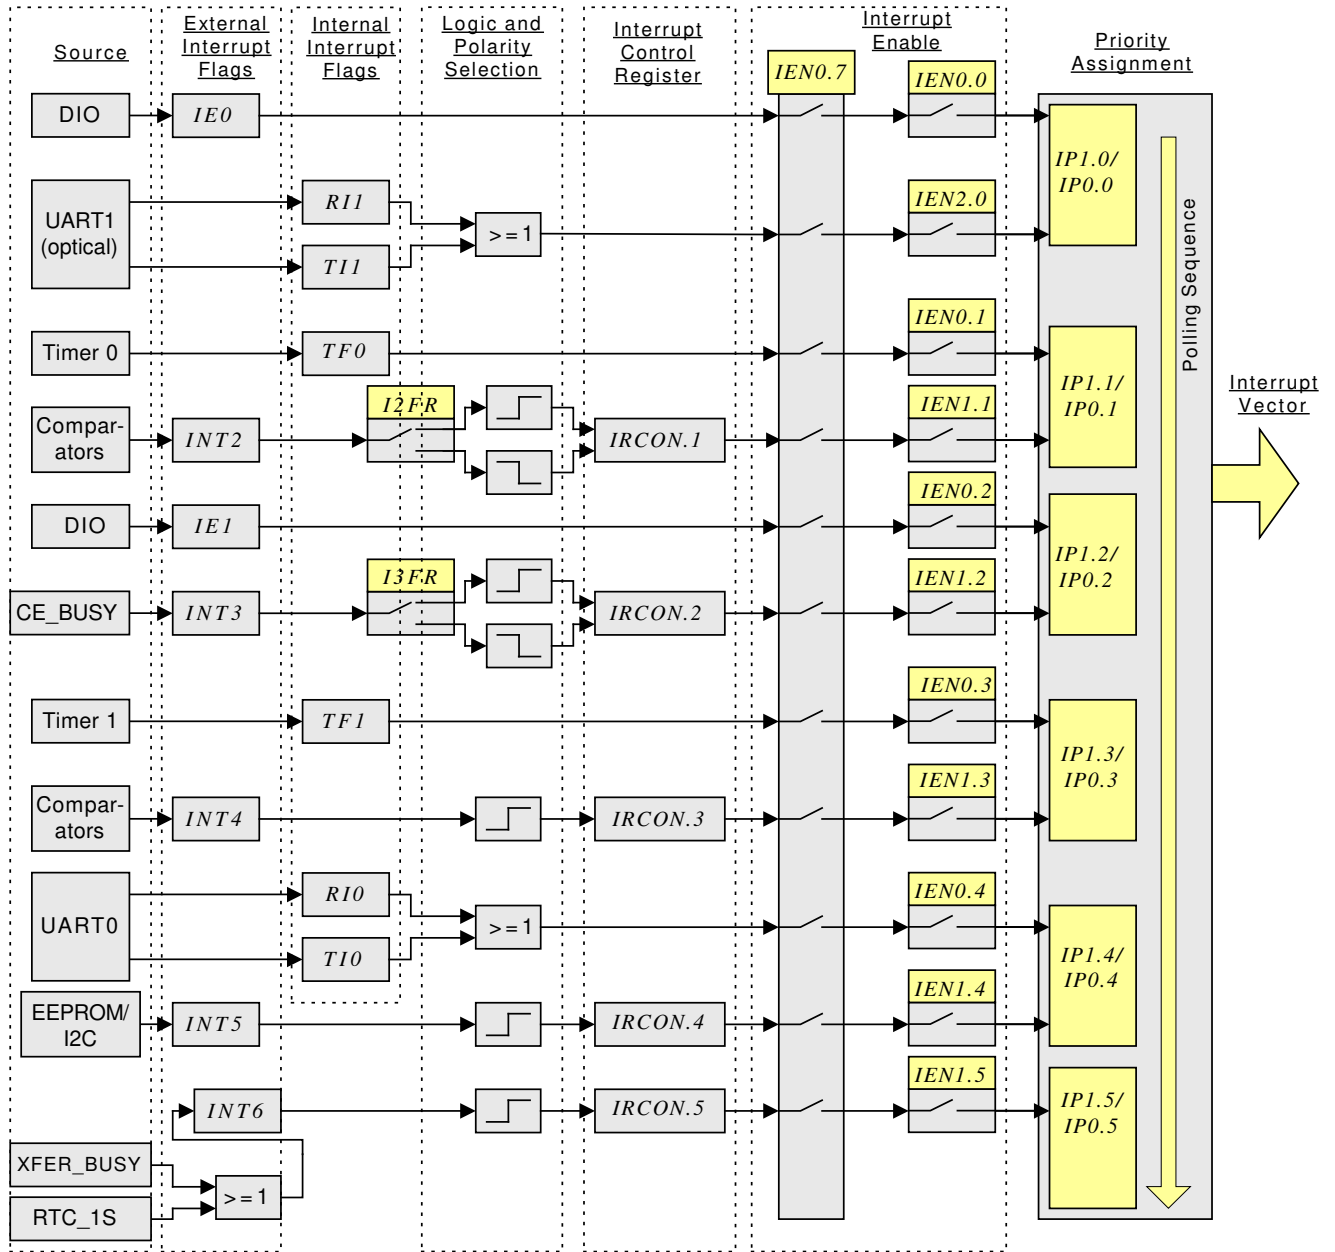 Source
External
Interrupt
Flags
Internal
Interrupt
Flags
Logic and
Polarity
Selection
Interrupt
Control
Register
Interrupt
Enable
Priority
Assignment
IEN0.7
DIO
IE0
IEN0.0
IP1.0/
IP0.0
UART1
(optical)
RI1
TI1
>=1
IEN2.0
Polling Sequence
Timer 0
TF0
IEN0.1
IP1.1/
IP0.1
Compar-
ators
INT2
I2FR
IRCON.1
IEN1.1
Interrupt
Vector
DIO
IE1
IEN0.2
IP1.2/
IP0.2
CE_BUSY
INT3
I3FR
IRCON.2
IEN1.2
Timer 1
TF1
IEN0.3
IP1.3/
IP0.3
Compar-
ators
INT4
IRCON.3
IEN1.3
UART0
RI0
TI0
>=1
IEN0.4
IP1.4/
IP0.4
EEPROM/
I2C
INT5
IRCON.4
IEN1.4
INT6
IRCON.5
IEN1.5
IP1.5/
IP0.5
XFER_BUSY
RTC_1S
>=1